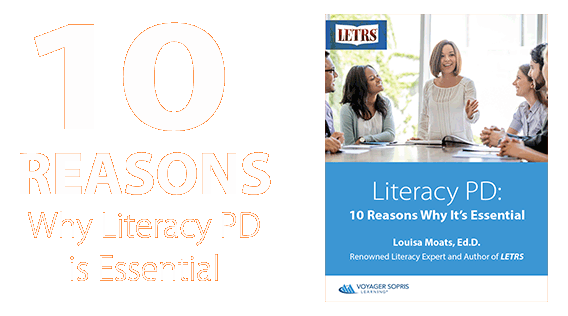 10
REASONS
Why Literacy PD
is Essential
LETRS
Literacy PD:
10 Reasons Why It's Essential
Louisa Moats, Ed.D.
Renowned Literacy Expert and Author of LETRS
VOYAGER SOPRIS
LEARNING®